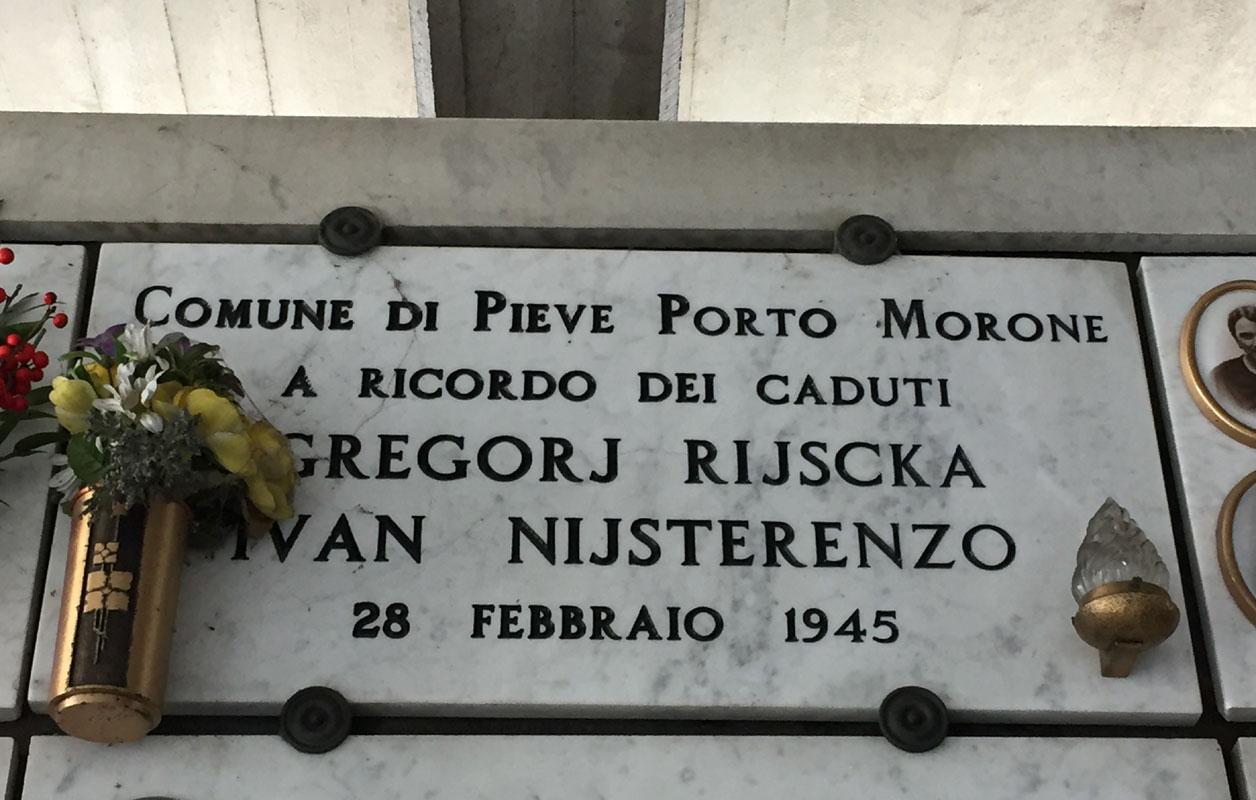 COMUNE DI PIEVE PORTO MORONE
A RICORDO DEI CADUTI
GREGORJ RIJSCKA
IVAN NIJSTERENZO
28 FEBBRAIO 1945